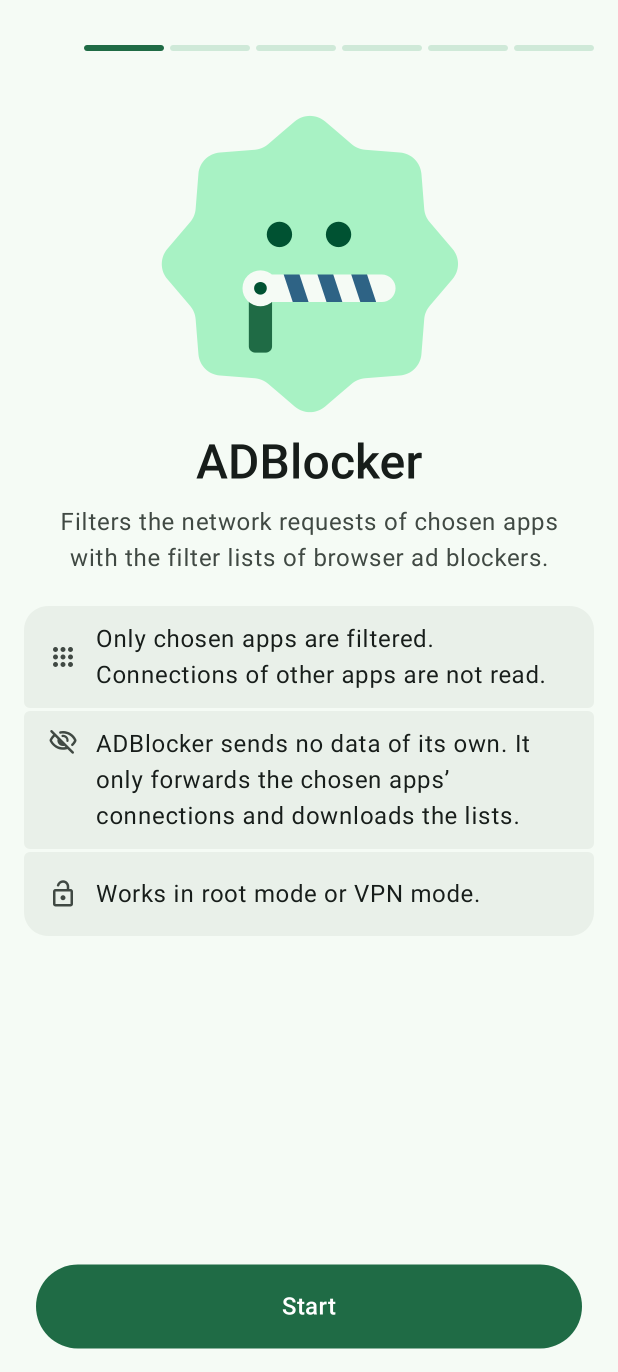 ADBlocker
Filters the network requests of chosen apps
with the filter lists of browser ad blockers.
Only chosen apps are filtered.
Connections of other apps are not read.
ADBlocker sends no data of its own. It
only forwards the chosen apps’
connections and downloads the lists.
Works in root mode or VPN mode.
Start